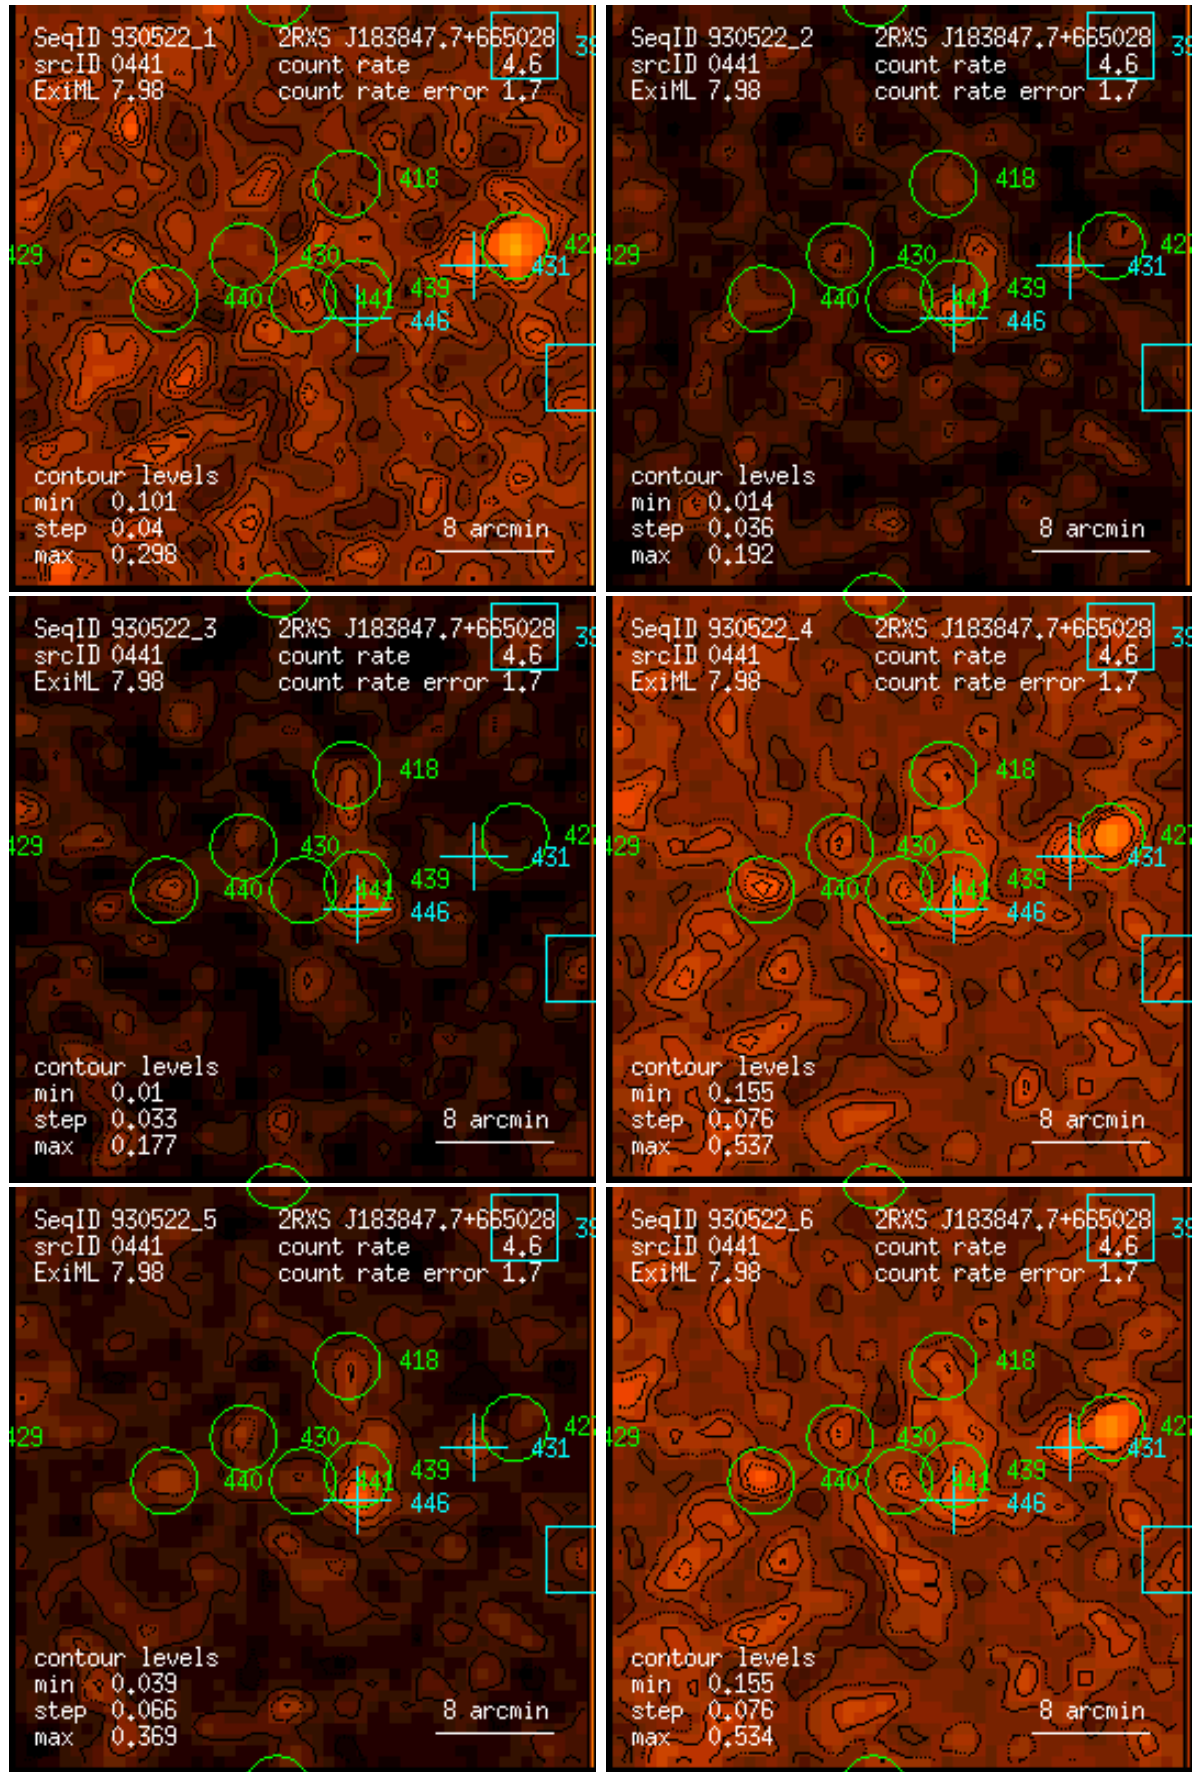 SeqID 930522_1 2RXS J183847.7+665028
srcID 0441 count rate 4.6
ExiML 7.98 count rate error 1.7
39
418
429 430 431
440 441 439
446
contour levels
min 0.101
step 0.04 8 arcmin
max 0.298
SeqID 930522_2 2RXS J183847.7+665028
srcID 0441 count rate 4.6
ExiML 7.98 count rate error 1.7
39
418
429 430 431
440 441 439
446
contour levels
min 0.014
step 0.036 8 arcmin
max 0.192
SeqID 930522_3 2RXS J183847.7+665028
srcID 0441 count rate 4.6
ExiML 7.98 count rate error 1.7
39
418
429 430 431
440 441 439
446
contour levels
min 0.01
step 0.033 8 arcmin
max 0.177
SeqID 930522_4 2RXS J183847.7+665028
srcID 0441 count rate 4.6
ExiML 7.98 count rate error 1.7
39
418
429 430 431
440 441 439
446
contour levels
min 0.155
step 0.076 8 arcmin
max 0.537
SeqID 930522_5 2RXS J183847.7+665028
srcID 0441 count rate 4.6
ExiML 7.98 count rate error 1.7
39
418
429 430 431
440 441 439
446
contour levels
min 0.039
step 0.066 8 arcmin
max 0.369
SeqID 930522_6 2RXS J183847.7+665028
srcID 0441 count rate 4.6
ExiML 7.98 count rate error 1.7
39
418
429 430 431
440 441 439
446
contour levels
min 0.155
step 0.076 8 arcmin
max 0.534